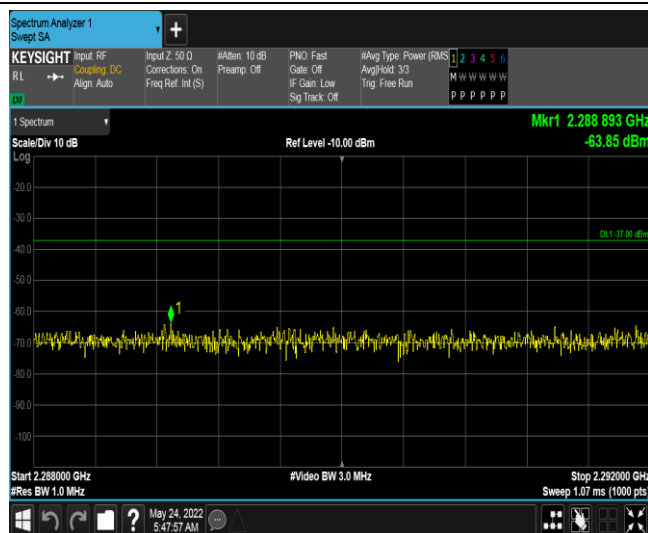 Spectrum Analyzer 1
Swept SA
+
KEYSIGHT Input: RF Input Z: 50 Ω #Atten: 10 dB PNO: Fast #Avg Type: Power (RMS 1 2 3 4 5 6
RL Coupling: DC Corrections: On Preamp: Off Gate: Off Avg|Hold: 3/3 M W W W W W
Align: Auto Freq Ref: Int (S) IF Gain: Low Trig: Free Run
Sig Track: Off P P P P P P
LXI
1 Spectrum Mkr1 2.288 893 GHz
Scale/Div 10 dB Ref Level -10.00 dBm -63.85 dBm
Log
-20.0
-30.0
DL1 -37.00 dBm
-40.0
-50.0
-60.0
1
-70.0
-80.0
-90.0
-100
Start 2.288000 GHz #Video BW 3.0 MHz Stop 2.292000 GHz
#Res BW 1.0 MHz Sweep 1.07 ms (1000 pts)
? May 24, 2022
5:47:57 AM